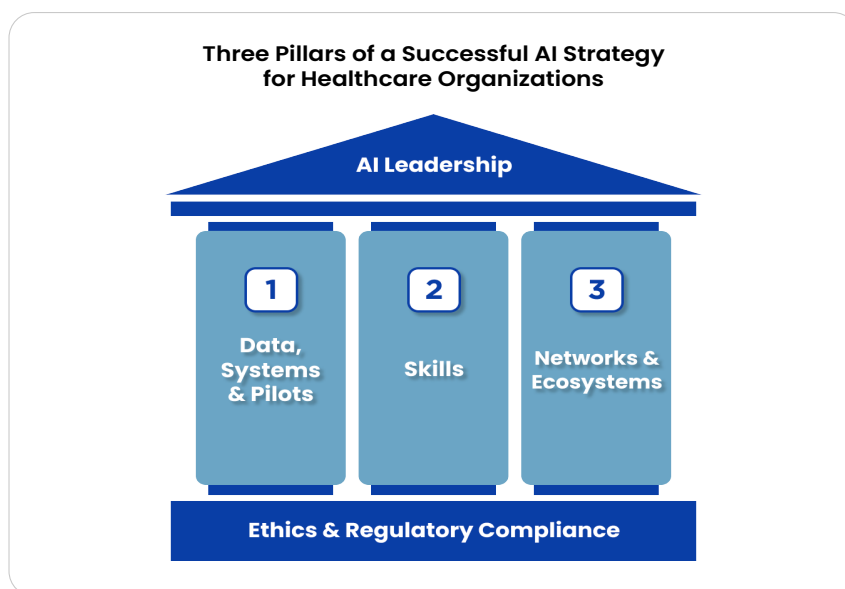 Three Pillars of a Successful AI Strategy
for Healthcare Organizations
AI Leadership
1
Data,
Systems
& Pilots
2
Skills
3
Networks &
Ecosystems
Ethics & Regulatory Compliance